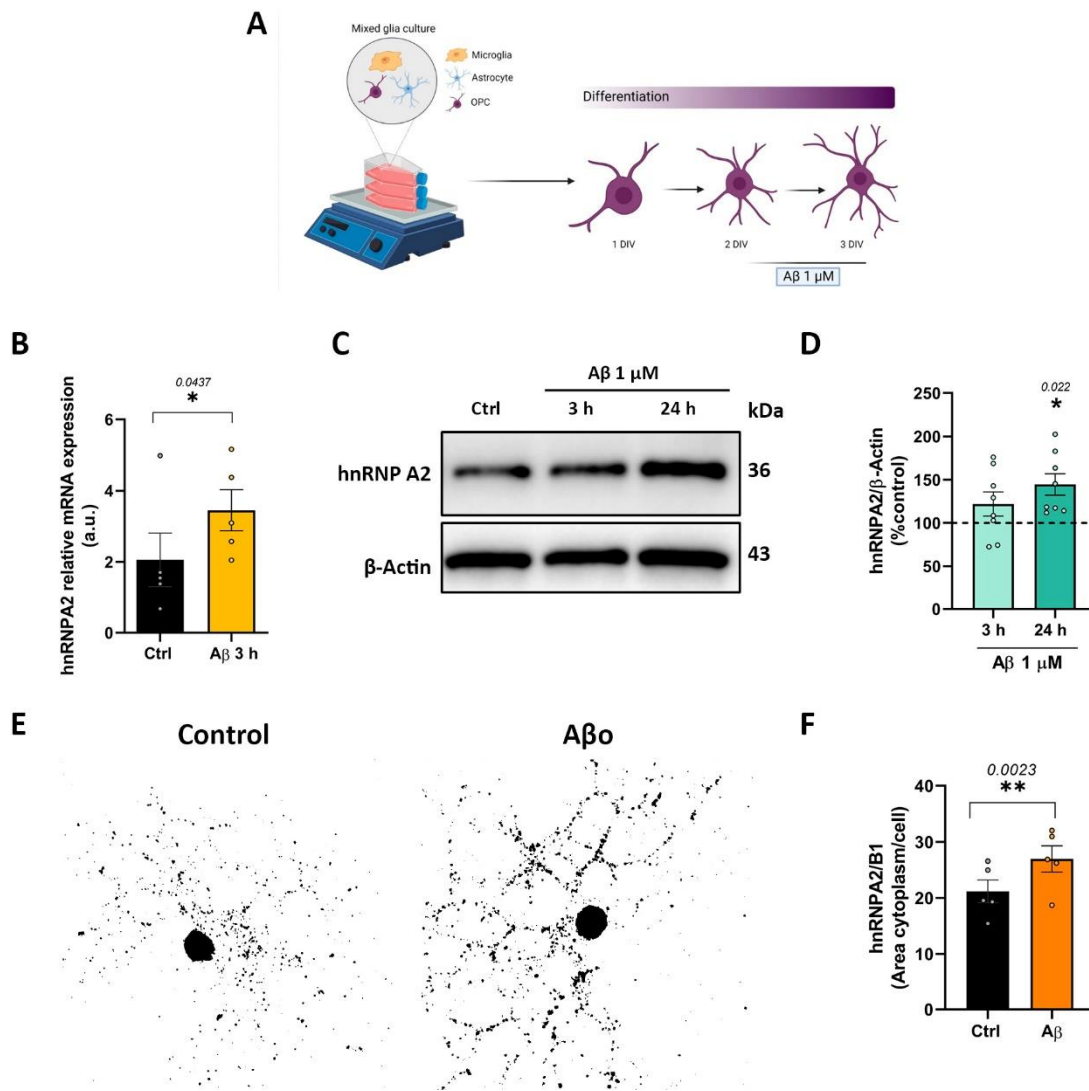 A
Mixed glia culture
Microglia
Astrocyte
OPC
Differentiation
1 DIV
2 DIV
3 DIV
Aβ 1 μM
B
0.0437
*
hnRNPA2 relative mRNA expression
(a.u.)
6
4
2
0
Ctrl
Aβ 3 h
C
Aβ 1 μM
Ctrl
3 h
24 h
kDa
hnRNP A2
36
β-Actin
43
D
0.022
*
hnRNPA2/β-Actin
(%control)
250
200
150
100
50
0
3 h
24 h
Aβ 1 μM
E
Control
Aβo
F
0.0023
**
hnRNPA2/B1
(Area cytoplasm/cell)
40
30
20
10
0
Ctrl
Aβ